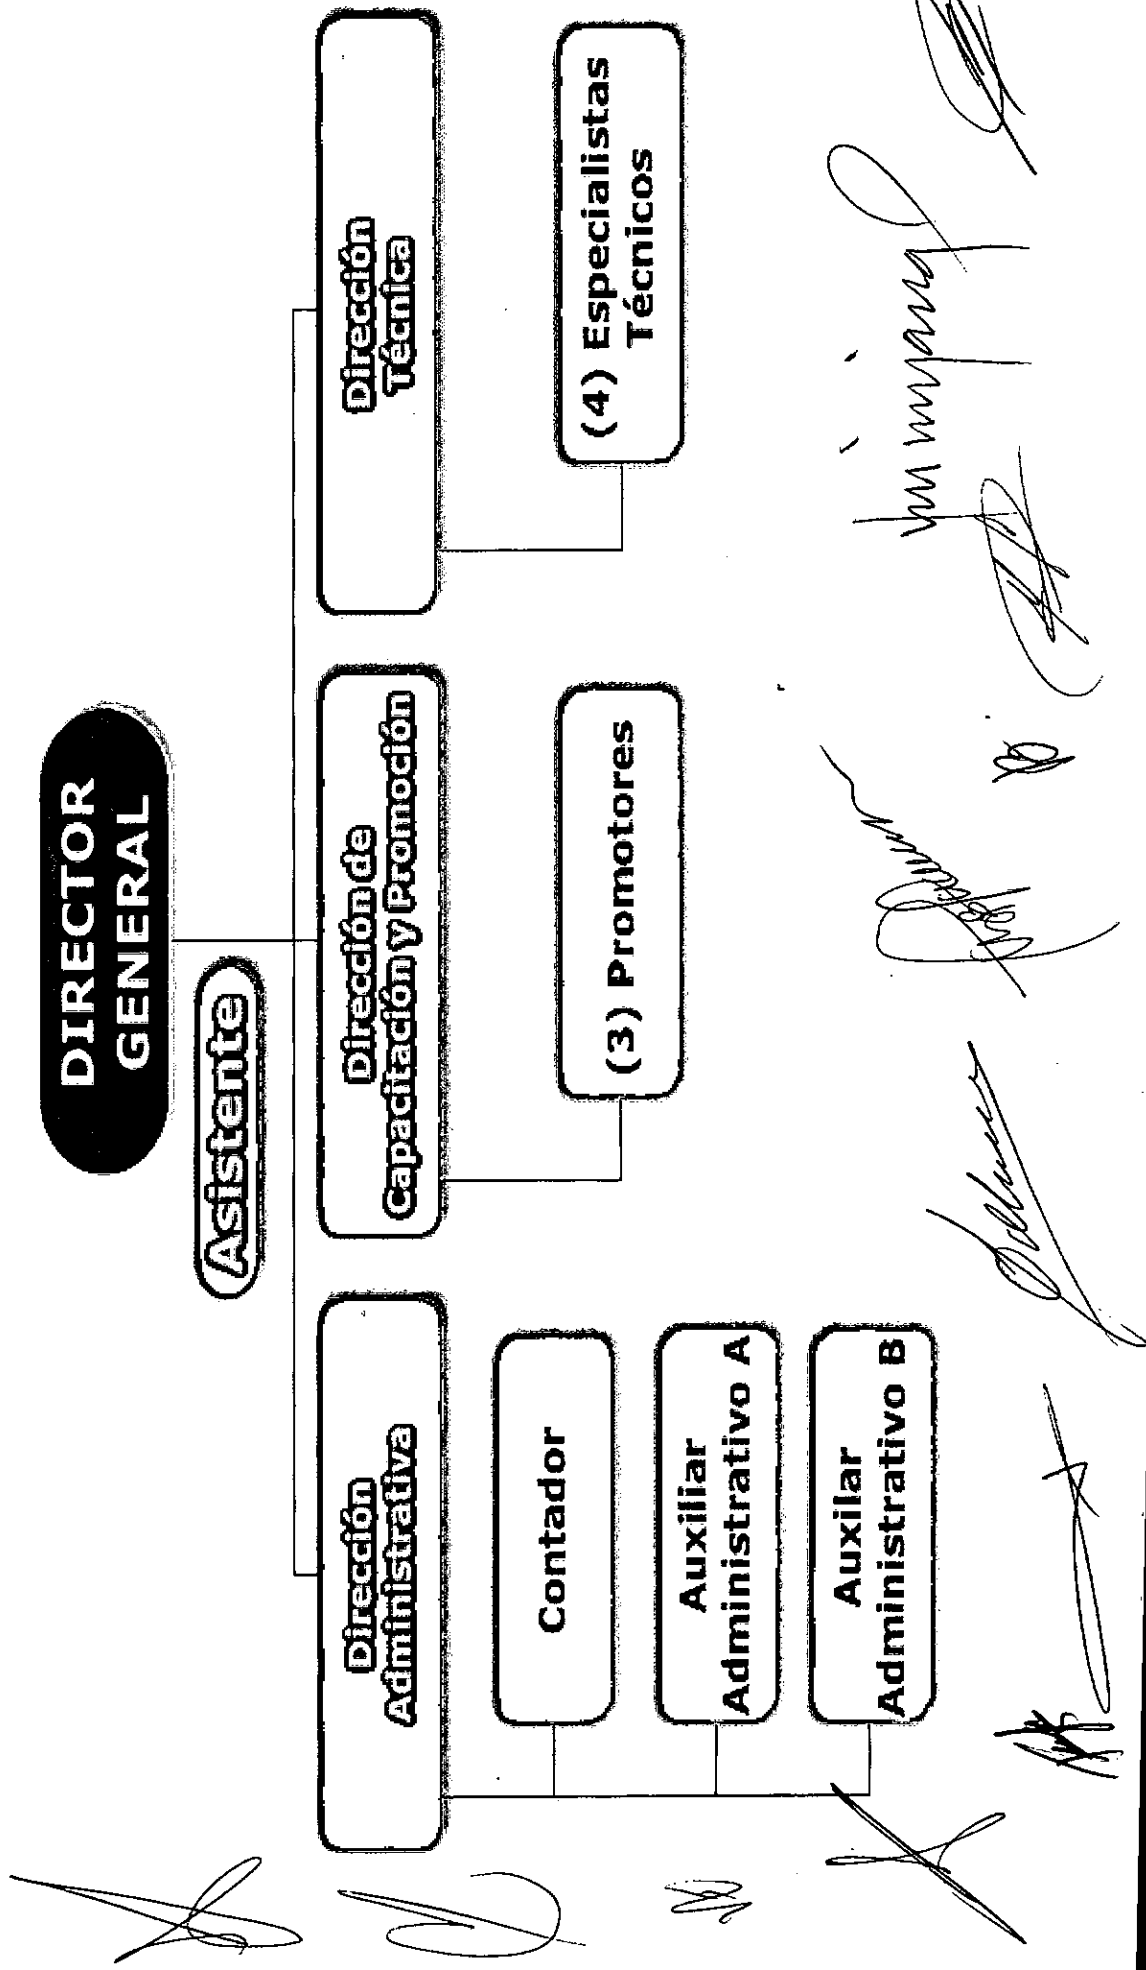 DIRECTOR
GENERAL
Asistente
Dirección
Administrativa
Contador
Auxiliar
Administrativo A
Auxilar
Administrativo B
Dirección de
Capacitación y Promoción
(3) Promotores
Dirección
Técnica
(4) Especialistas
Técnicos